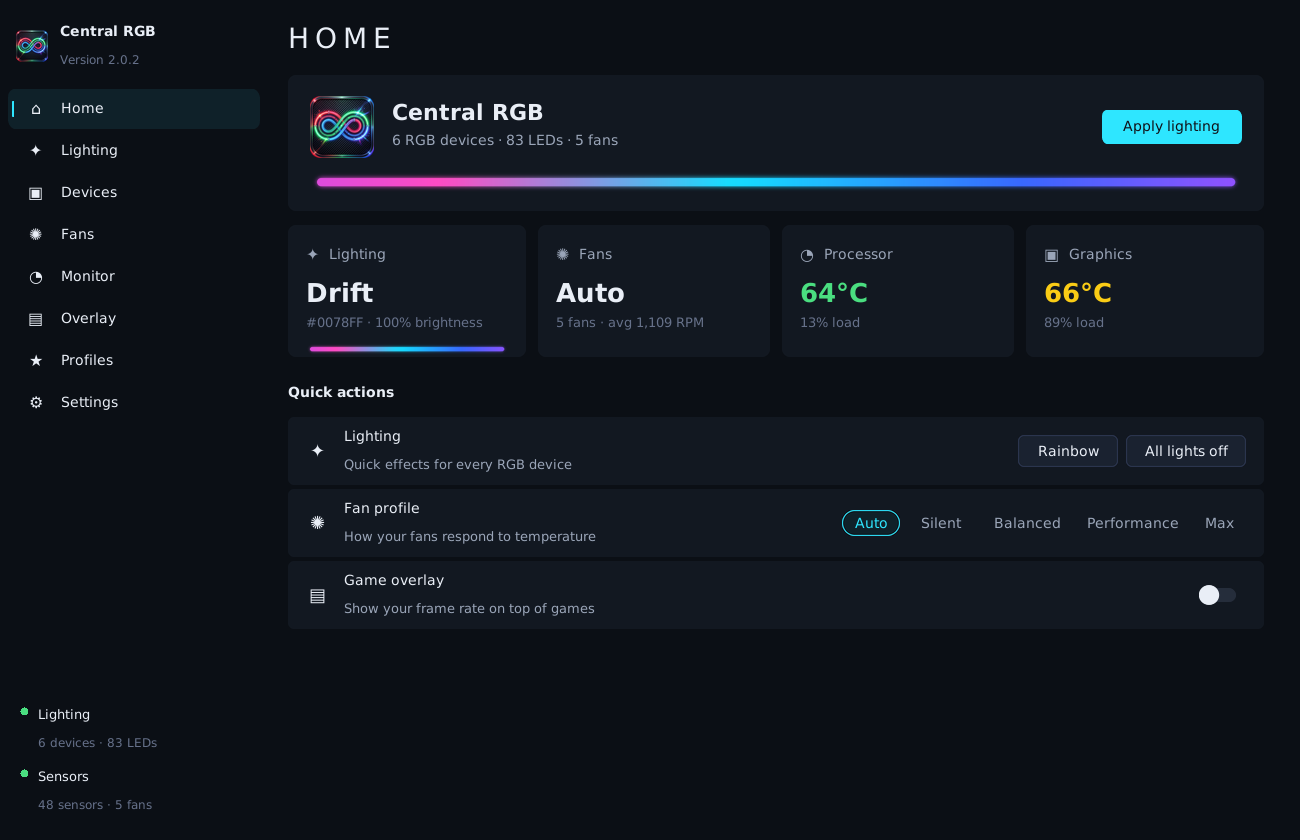 Central RGB
Version 2.0.2
Home
Lighting
Devices
Fans
Monitor
Overlay
Profiles
Settings
Lighting
6 devices · 83 LEDs
Sensors
48 sensors · 5 fans
HOME
Central RGB
6 RGB devices · 83 LEDs · 5 fans
Apply lighting
Lighting
Drift
#0078FF · 100% brightness
Fans
Auto
5 fans · avg 1,109 RPM
Processor
64°C
13% load
Graphics
66°C
89% load
Quick actions
Lighting
Quick effects for every RGB device
Rainbow
All lights off
Fan profile
How your fans respond to temperature
Auto Silent Balanced Performance Max
Game overlay
Show your frame rate on top of games